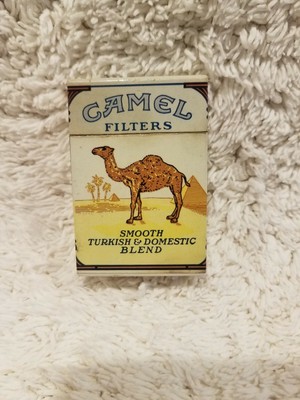 CAMEL
FILTERS
SMOOTH
TURKISH & DOMESTIC
BLEND